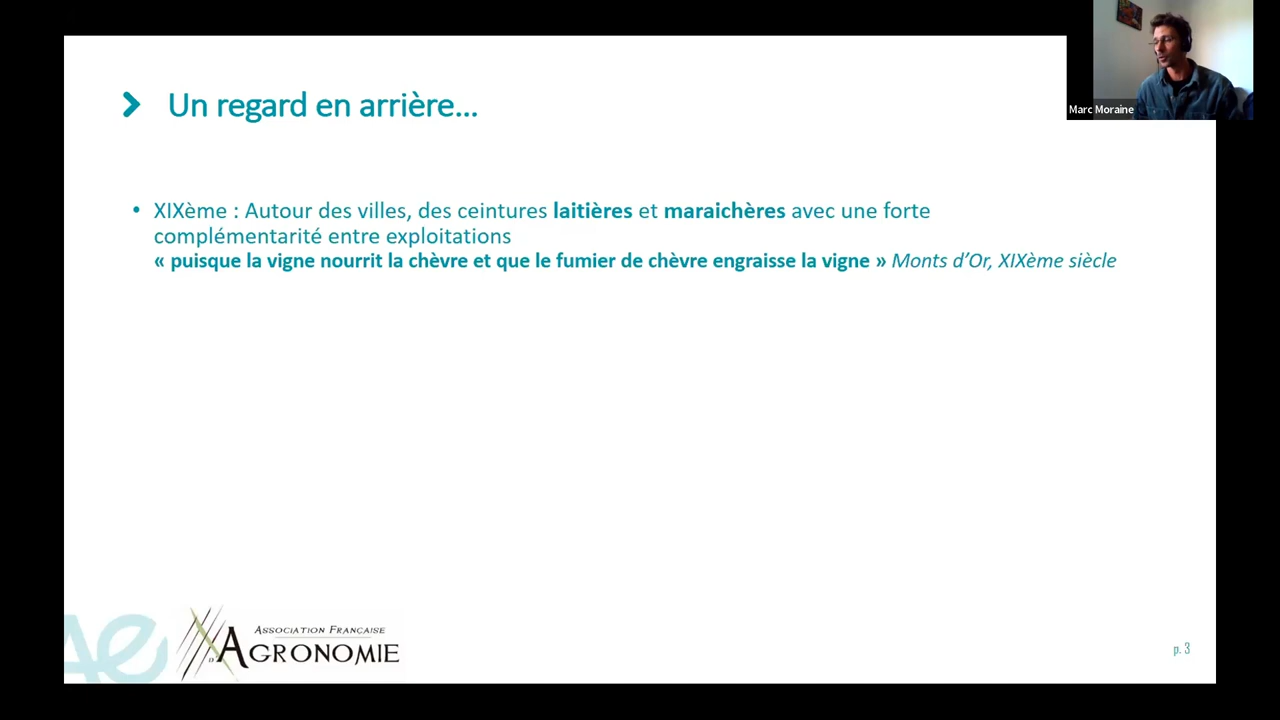 Marc Moraine
Un regard en arrière...
• XIXème : Autour des villes, des ceintures laitières et maraichères avec une forte
complémentarité entre exploitations
« puisque la vigne nourrit la chèvre et que le fumier de chèvre engraisse la vigne » Monts d'Or, XIXème siècle
Ae
Association Française
d'Agronomie
p. 3